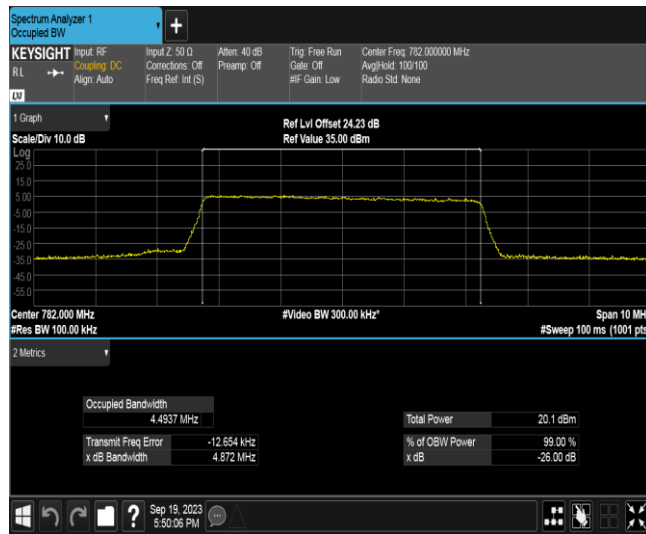 Spectrum Analyzer 1
Occupied BW
+
KEYSIGHT
Input: RF
Coupling: DC
Align: Auto
RL
LXI
Input Z: 50 Ω
Corrections: Off
Freq Ref: Int (S)
Atten: 40 dB
Preamp: Off
Trig: Free Run
Gate: Off
#IF Gain: Low
Center Freq: 782.000000 MHz
Avg|Hold: 100/100
Radio Std: None
1 Graph
Scale/Div 10.0 dB
Ref Lvl Offset 24.23 dB
Ref Value 35.00 dBm
Log
25.0
15.0
5.00
-5.00
-15.0
-25.0
-35.0
-45.0
-55.0
Center 782.000 MHz
#Res BW 100.00 kHz
#Video BW 300.00 kHz*
Span 10 MH
#Sweep 100 ms (1001 pts
2 Metrics
Occupied Bandwidth
4.4937 MHz
Transmit Freq Error -12.654 kHz
x dB Bandwidth 4.872 MHz
Total Power 20.1 dBm
% of OBW Power 99.00 %
x dB -26.00 dB
?
Sep 19, 2023
5:50:06 PM